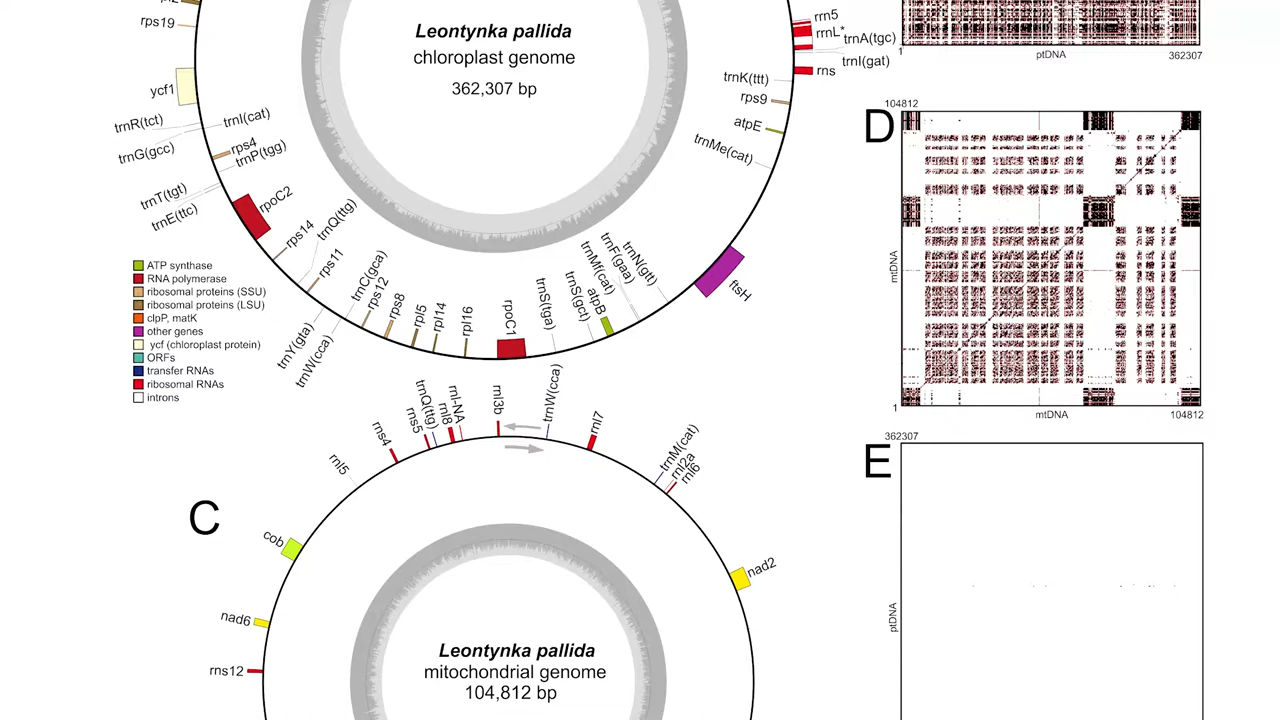 rps19
ycf1
trnR(tct)
trnG(gcc)
trnI(cat)
rps4
trnP(tgg)
trnT(tgt)
trnE(ttc)
rpoC2
rps14
trnQ(ttg)
rps11
trnY(gta)
trnW(cca)
trnC(gca)
rps12
rps8
rpl5
rpl14
rpl16
rpoC1
trnS(tga)
trnS(gct)
atpB
trnMf(cat)
trnF(gaa)
trnN(gtt)
ftsH
trnMe(cat)
atpE
rps9
trnK(ttt)
rns
trnI(gat)
trnA(tgc)
rrnL*
rrn5
Leontynka pallida
chloroplast genome
362,307 bp
ATP synthase
RNA polymerase
ribosomal proteins (SSU)
ribosomal proteins (LSU)
clpP, matK
other genes
ycf (chloroplast protein)
ORFs
transfer RNAs
ribosomal RNAs
introns
C
rns12
nad6
cob
rnl5
rns4
rns5
trnQ(ttg)
rnl8
rnl-NA
rnl3b
trnW(cca)
rnl7
trnM(cat)
rnl2a
rnl6
nad2
Leontynka pallida
mitochondrial genome
104,812 bp
1
ptDNA
362307
D
104812
mtDNA
1
mtDNA
104812
E
362307
ptDNA